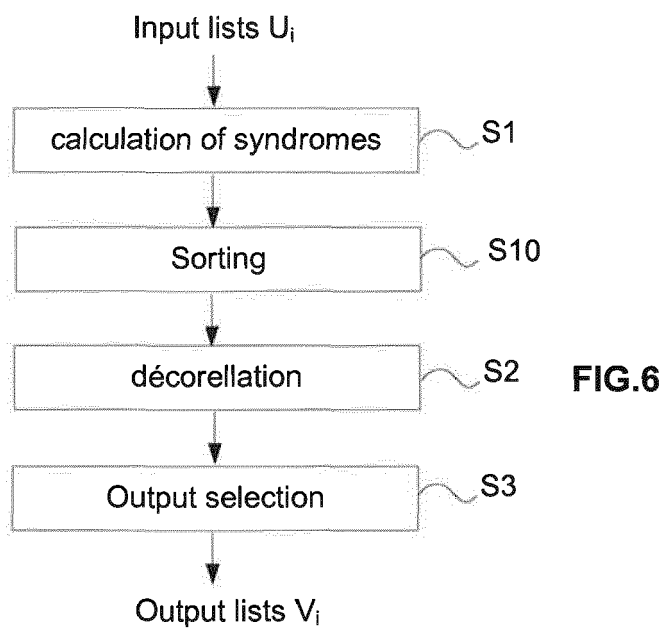 Input lists Ui
calculation of syndromes
S1
Sorting
S10
décorellation
S2
FIG.6
Output selection
S3
Output lists Vi